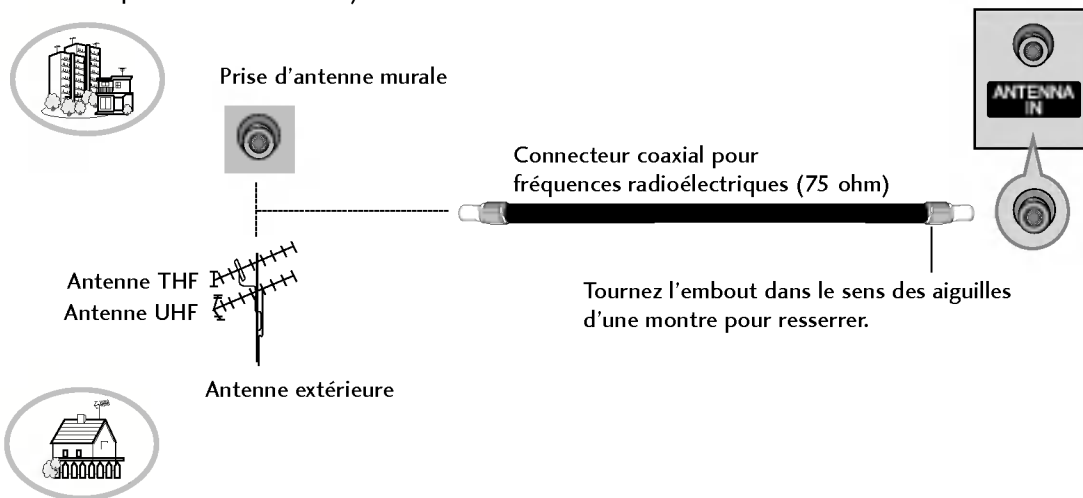 Prise d'antenne murale
ANTENNA
IN
Connecteur coaxial pour
fréquences radioélectriques (75 ohm)
Antenne THF
Antenne UHF
Tournez l'embout dans le sens des aiguilles
d'une montre pour resserrer.
Antenne extérieure